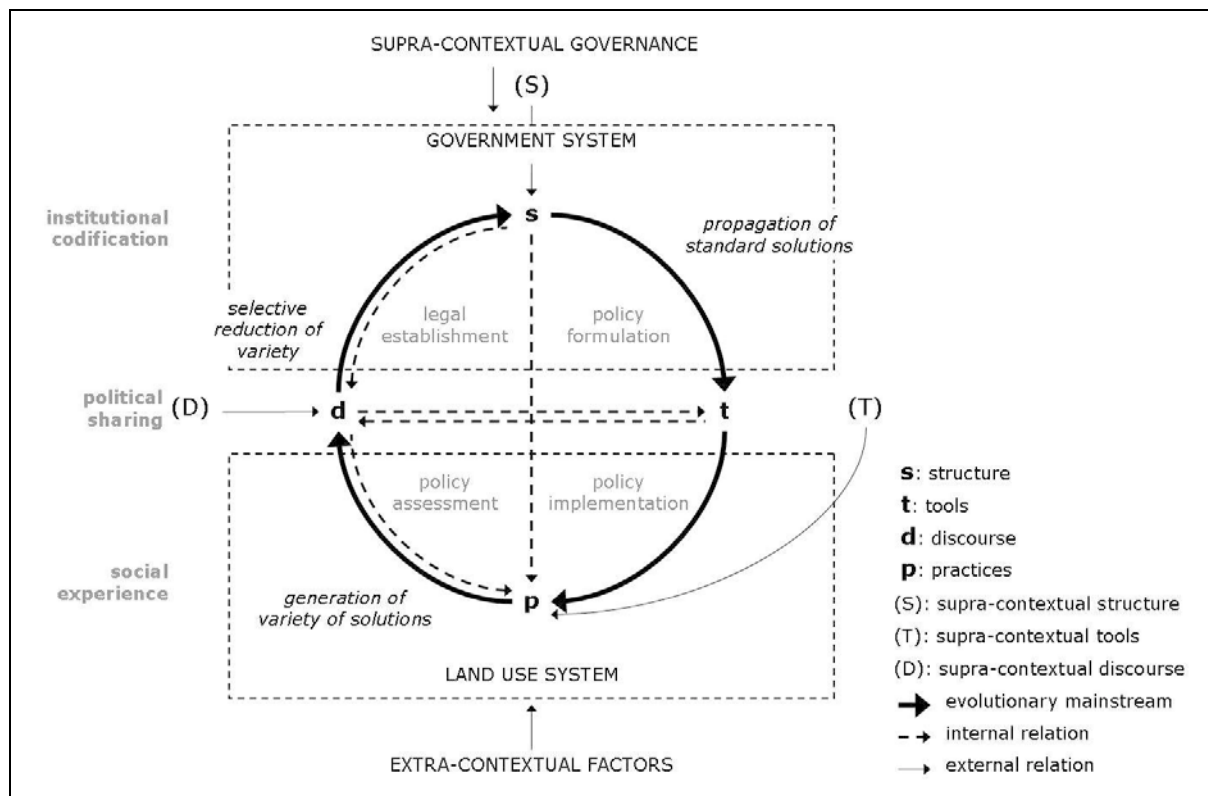 SUPRA-CONTEXTUAL GOVERNANCE
(S)
GOVERNMENT SYSTEM
institutional
codification
s
propagation of
standard solutions
selective
reduction of
variety
legal
establishment
policy
formulation
political
sharing
(D)
d
t
(T)
policy
assessment
policy
implementation
social
experience
generation of
variety of solutions
p
LAND USE SYSTEM
EXTRA-CONTEXTUAL FACTORS
s: structure
t: tools
d: discourse
p: practices
(S): supra-contextual structure
(T): supra-contextual tools
(D): supra-contextual discourse
evolutionary mainstream
internal relation
external relation